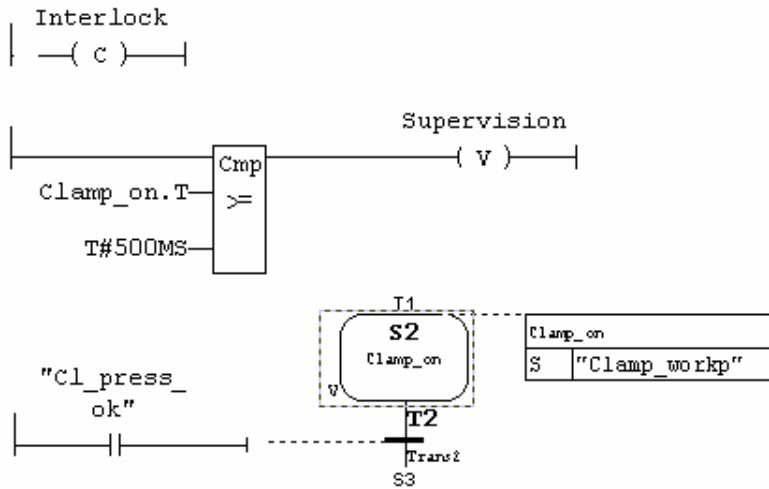 Interlock
( C )
Supervision
( V )
Cmp
Clamp_on.T
>=
T#500MS
T1
S2
Clamp_on
V
Clamp_on
S "Clamp_workp"
"Cl_press_
ok"
T2
Trans2
S3